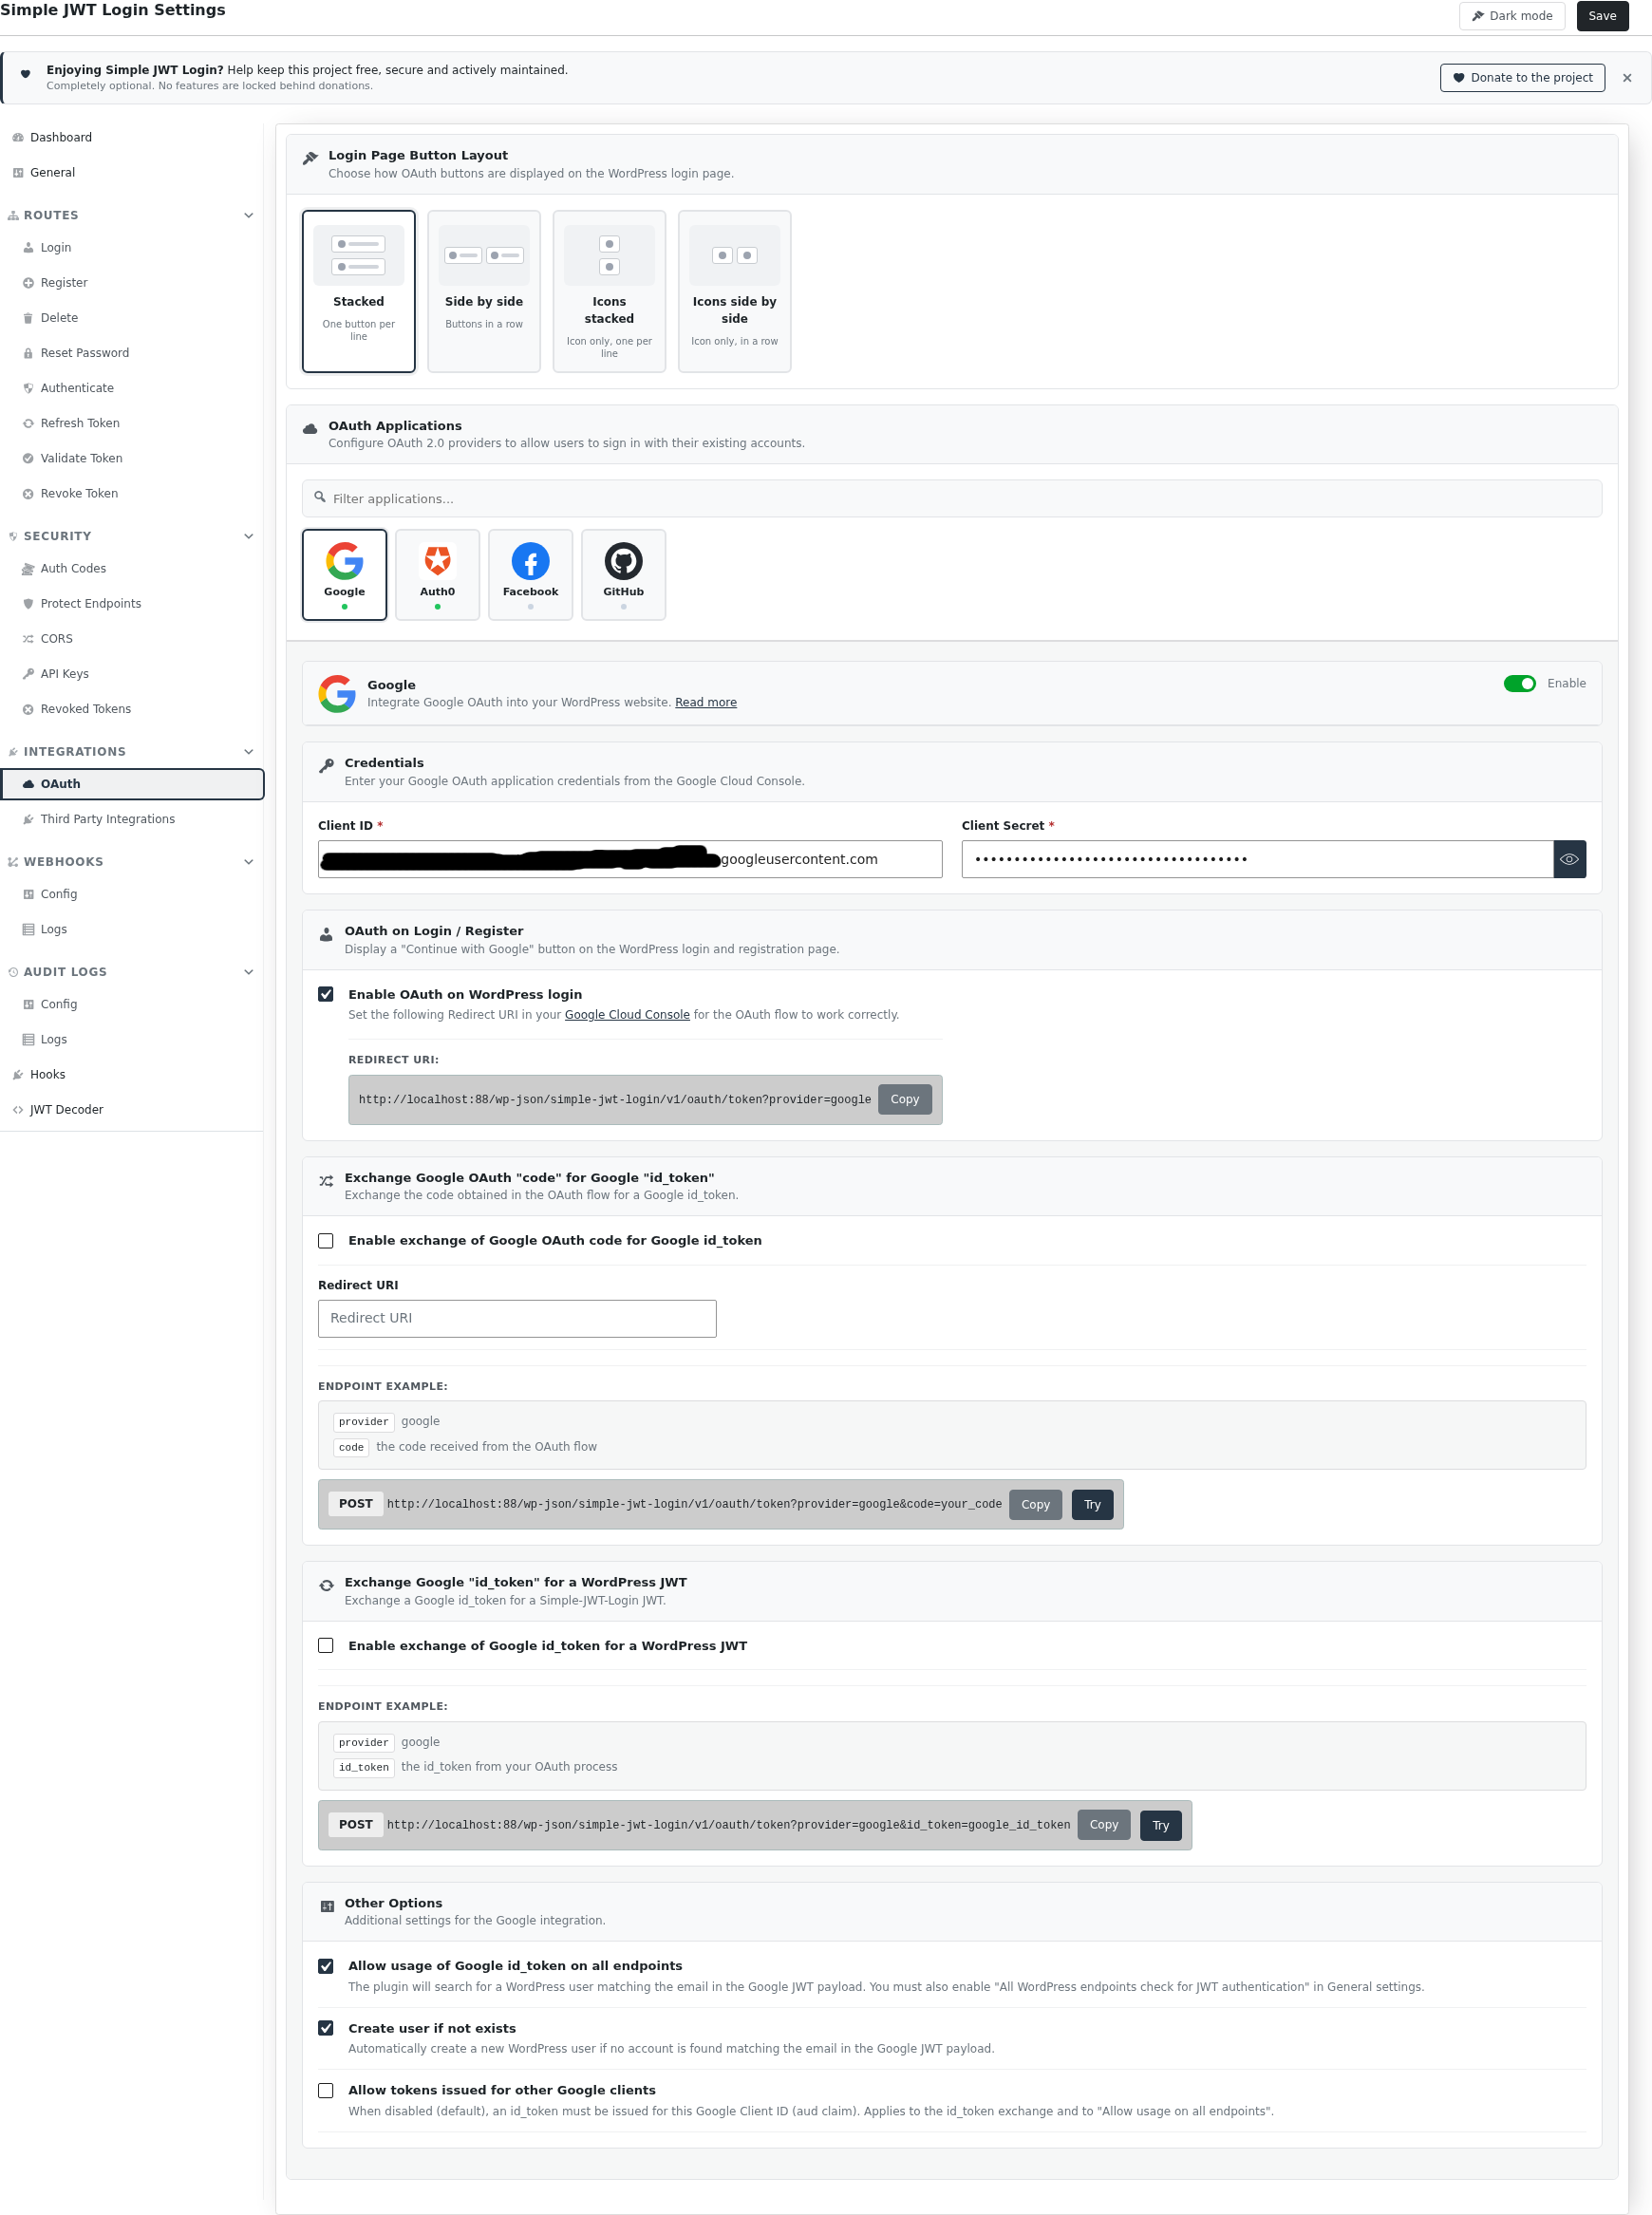 Simple JWT Login Settings
Dark mode
Save
Enjoying Simple JWT Login? Help keep this project free, secure and actively maintained.
Completely optional. No features are locked behind donations.
Donate to the project
Dashboard
General
ROUTES
Login
Register
Delete
Reset Password
Authenticate
Refresh Token
Validate Token
Revoke Token
SECURITY
Auth Codes
Protect Endpoints
CORS
API Keys
Revoked Tokens
INTEGRATIONS
OAuth
Third Party Integrations
WEBHOOKS
Config
Logs
AUDIT LOGS
Config
Logs
Hooks
JWT Decoder
Login Page Button Layout
Choose how OAuth buttons are displayed on the WordPress login page.
Stacked
One button per
line
Side by side
Buttons in a row
Icons
stacked
Icon only, one per
line
Icons side by
side
Icon only, in a row
OAuth Applications
Configure OAuth 2.0 providers to allow users to sign in with their existing accounts.
Filter applications...
Google
Auth0
Facebook
GitHub
Google
Integrate Google OAuth into your WordPress website. Read more
Enable
Credentials
Enter your Google OAuth application credentials from the Google Cloud Console.
Client ID *
googleusercontent.com
Client Secret *
OAuth on Login / Register
Display a "Continue with Google" button on the WordPress login and registration page.
Enable OAuth on WordPress login
Set the following Redirect URI in your Google Cloud Console for the OAuth flow to work correctly.
REDIRECT URI:
http://localhost:88/wp-json/simple-jwt-login/v1/oauth/token?provider=google
Copy
Exchange Google OAuth "code" for Google "id_token"
Exchange the code obtained in the OAuth flow for a Google id_token.
Enable exchange of Google OAuth code for Google id_token
Redirect URI
Redirect URI
ENDPOINT EXAMPLE:
provider google
code the code received from the OAuth flow
POST http://localhost:88/wp-json/simple-jwt-login/v1/oauth/token?provider=google&code=your_code Copy Try
Exchange Google "id_token" for a WordPress JWT
Exchange a Google id_token for a Simple-JWT-Login JWT.
Enable exchange of Google id_token for a WordPress JWT
ENDPOINT EXAMPLE:
provider google
id_token the id_token from your OAuth process
POST http://localhost:88/wp-json/simple-jwt-login/v1/oauth/token?provider=google&id_token=google_id_token Copy Try
Other Options
Additional settings for the Google integration.
Allow usage of Google id_token on all endpoints
The plugin will search for a WordPress user matching the email in the Google JWT payload. You must also enable "All WordPress endpoints check for JWT authentication" in General settings.
Create user if not exists
Automatically create a new WordPress user if no account is found matching the email in the Google JWT payload.
Allow tokens issued for other Google clients
When disabled (default), an id_token must be issued for this Google Client ID (aud claim). Applies to the id_token exchange and to "Allow usage on all endpoints".